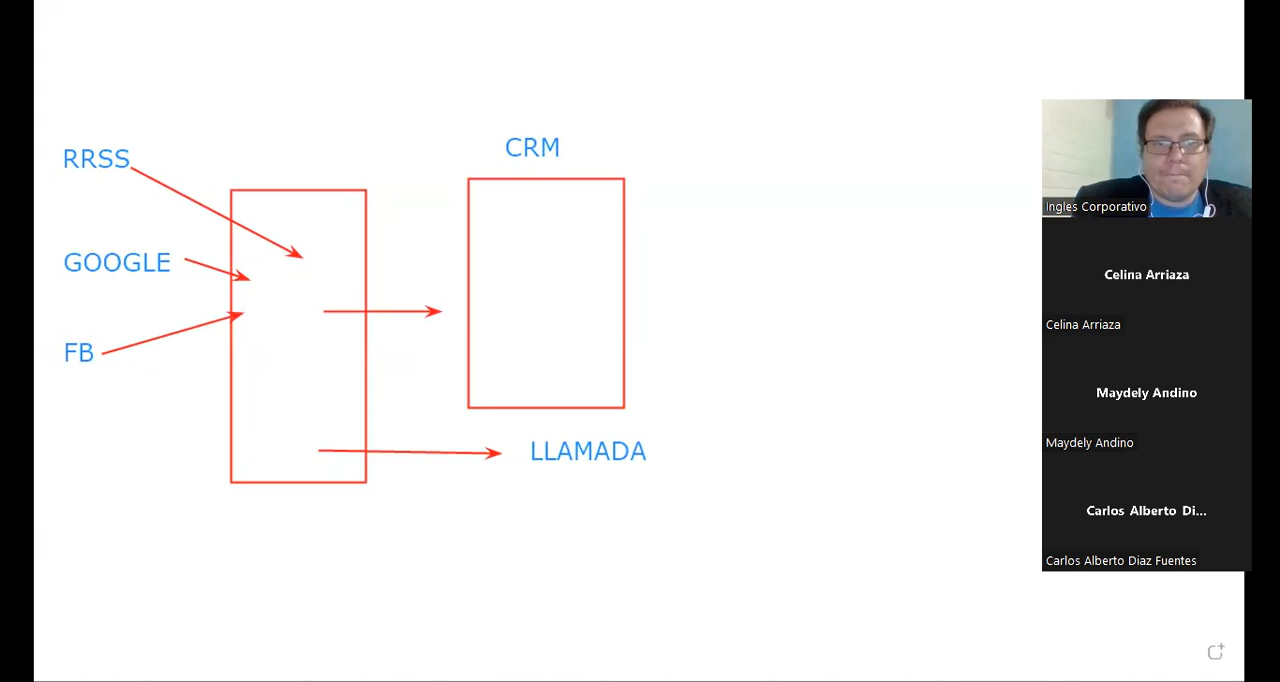 RRSS
GOOGLE
FB
CRM
LLAMADA
Ingles Corporativo
Celina Arriaza
Celina Arriaza
Maydely Andino
Maydely Andino
Carlos Alberto Di...
Carlos Alberto Diaz Fuentes